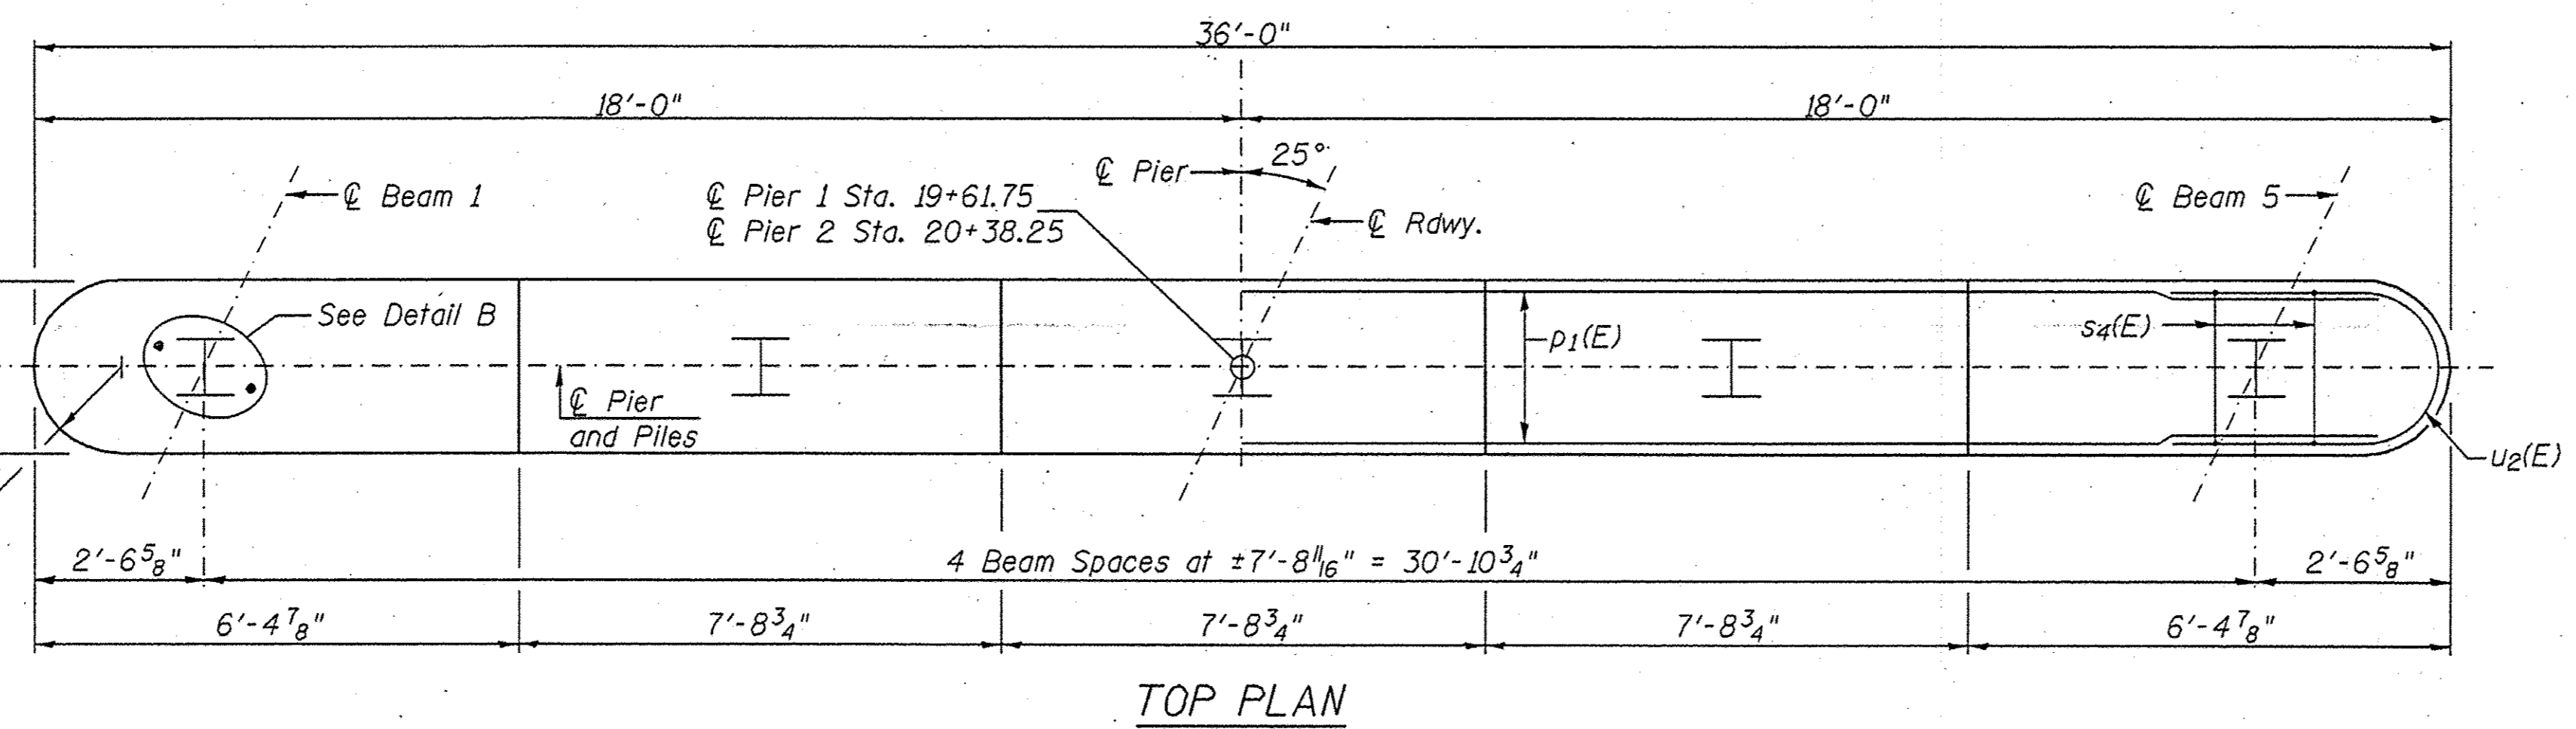 36'-0"
18'-0"
18'-0"
25°
℄ Pier
℄ Beam 1
℄ Pier 1 Sta. 19+61.75
℄ Pier 2 Sta. 20+38.25
℄ Rdwy.
℄ Beam 5
See Detail B
p1(E)
s4(E)
℄ Pier
and Piles
u2(E)
2'-6 5/8"
4 Beam Spaces at ±7'-8 11/16" = 30'-10 3/4"
2'-6 5/8"
6'-4 7/8"
7'-8 3/4"
7'-8 3/4"
7'-8 3/4"
6'-4 7/8"
TOP PLAN